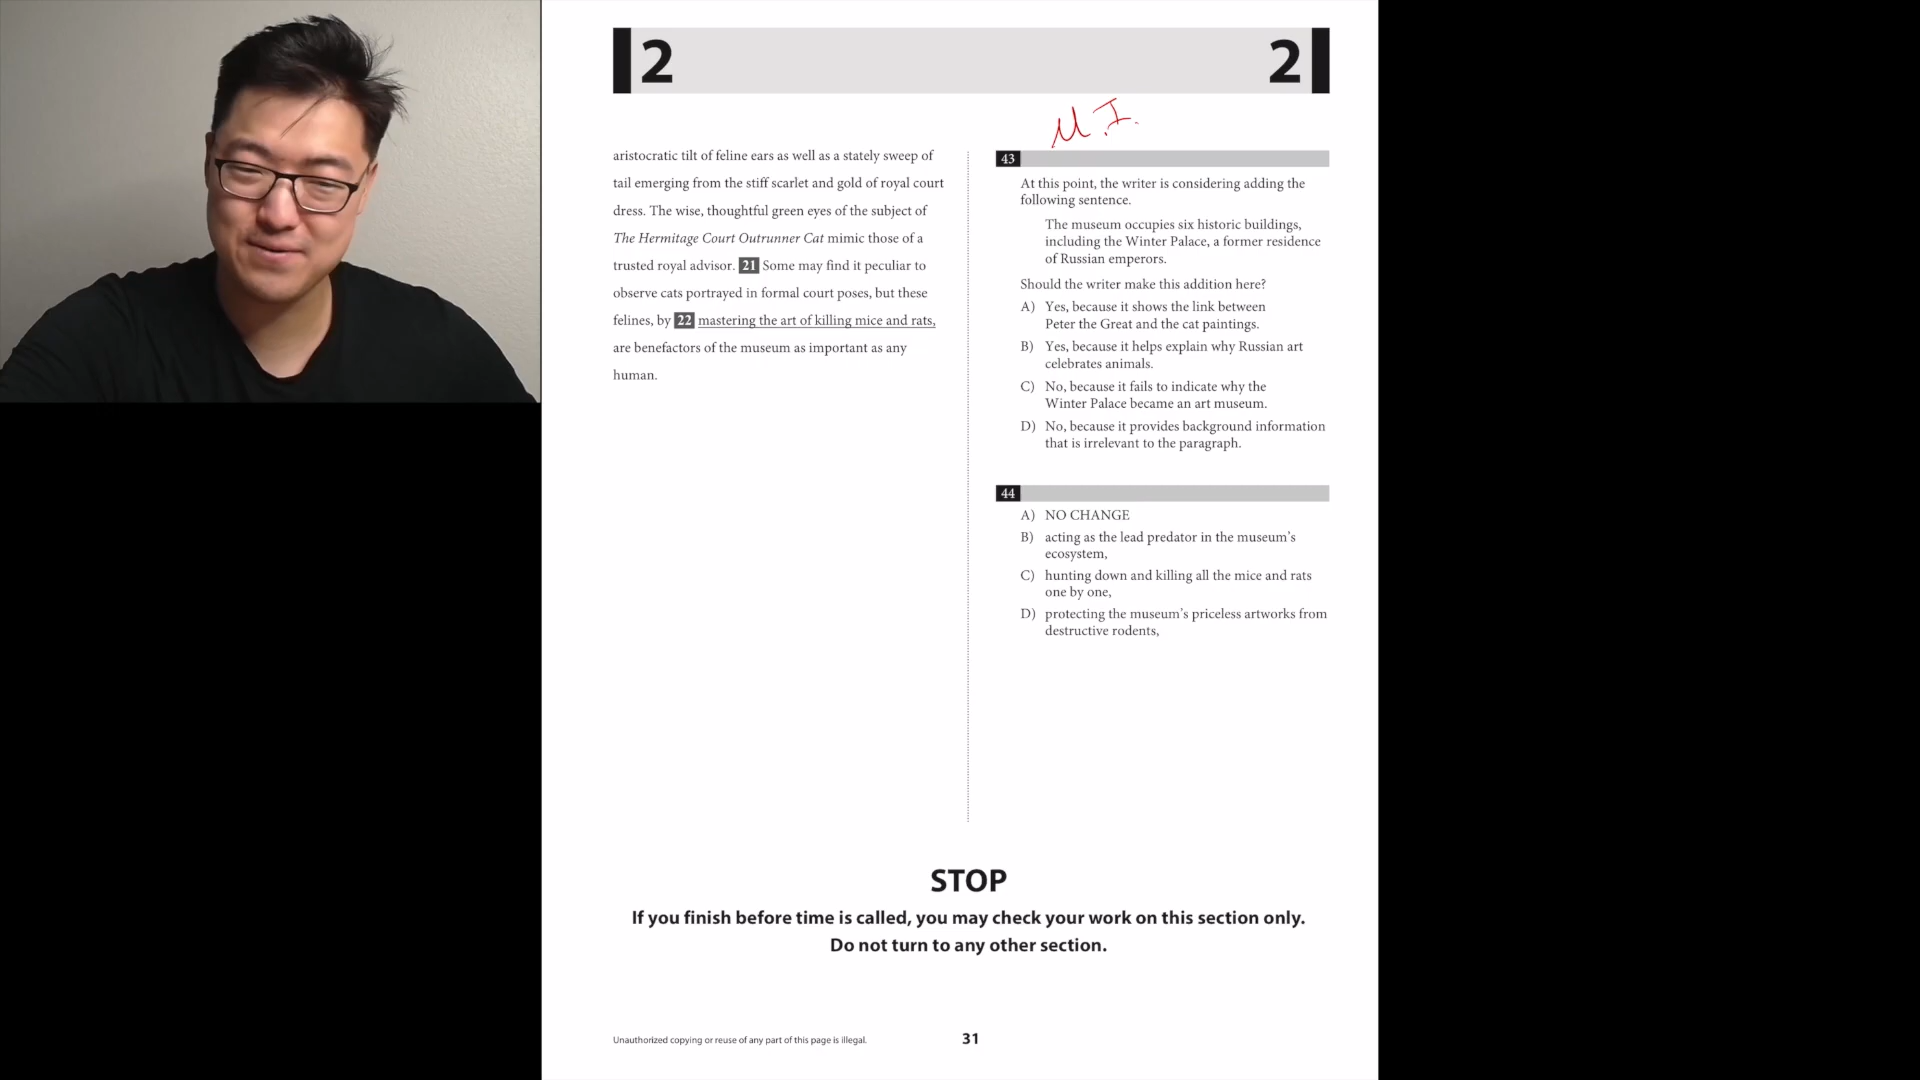 2
2
M.I.
aristocratic tilt of feline ears as well as a stately sweep of
tail emerging from the stiff scarlet and gold of royal court
dress. The wise, thoughtful green eyes of the subject of
The Hermitage Court Outrunner Cat mimic those of a
trusted royal advisor. 21 Some may find it peculiar to
observe cats portrayed in formal court poses, but these
felines, by 22 mastering the art of killing mice and rats,
are benefactors of the museum as important as any
human.
43
At this point, the writer is considering adding the
following sentence.
The museum occupies six historic buildings,
including the Winter Palace, a former residence
of Russian emperors.
Should the writer make this addition here?
A) Yes, because it shows the link between
Peter the Great and the cat paintings.
B) Yes, because it helps explain why Russian art
celebrates animals.
C) No, because it fails to indicate why the
Winter Palace became an art museum.
D) No, because it provides background information
that is irrelevant to the paragraph.
44
A) NO CHANGE
B) acting as the lead predator in the museum's
ecosystem,
C) hunting down and killing all the mice and rats
one by one,
D) protecting the museum's priceless artworks from
destructive rodents,
STOP
If you finish before time is called, you may check your work on this section only.
Do not turn to any other section.
Unauthorized copying or reuse of any part of this page is illegal.
31